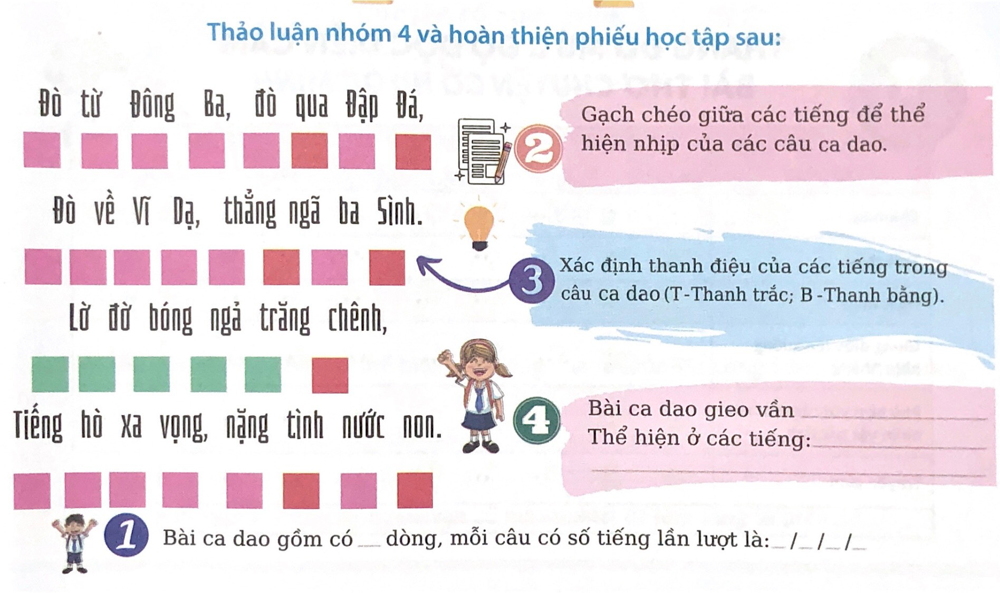 Thảo luận nhóm 4 và hoàn thiện phiếu học tập sau:
Đò từ Đông Ba, đò qua Đập Đá,
Đò về Vĩ Dạ, thẳng ngã ba Sình.
Lờ đờ bóng ngả trăng chênh,
Tiếng hò xa vọng, nặng tình nước non.
2
Gạch chéo giữa các tiếng để thể
hiện nhịp của các câu ca dao.
3
Xác định thanh điệu của các tiếng trong
câu ca dao (T-Thanh trắc; B-Thanh bằng).
4
Bài ca dao gieo vần
Thể hiện ở các tiếng:
1
Bài ca dao gồm có __ dòng, mỗi câu có số tiếng lần lượt là: _ /_ /_ /_